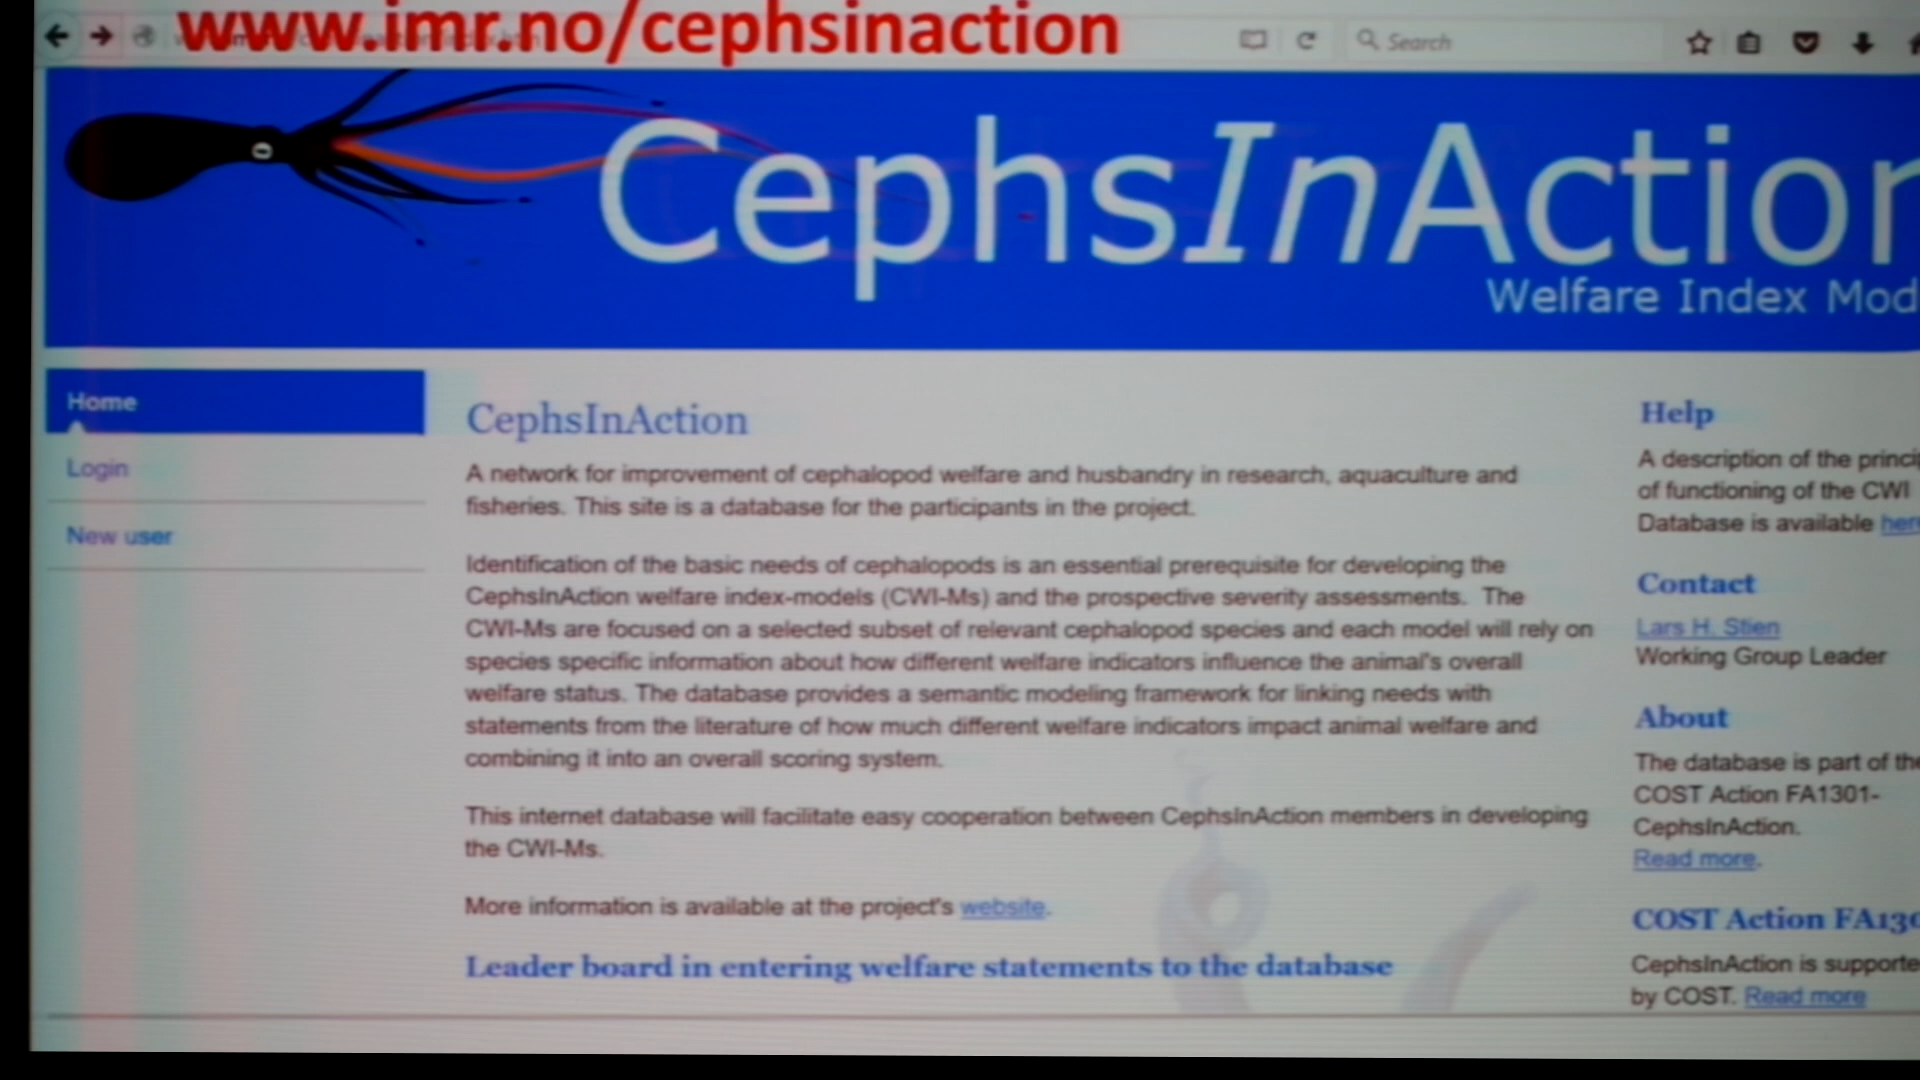 www.imr.no/cephsinaction
Search
CephsInAction
Welfare Index Mod
Home
Login
New user
CephsInAction
A network for improvement of cephalopod welfare and husbandry in research, aquaculture and
fisheries. This site is a database for the participants in the project.
Identification of the basic needs of cephalopods is an essential prerequisite for developing the
CephsInAction welfare index-models (CWI-Ms) and the prospective severity assessments. The
CWI-Ms are focused on a selected subset of relevant cephalopod species and each model will rely on
species specific information about how different welfare indicators influence the animal's overall
welfare status. The database provides a semantic modeling framework for linking needs with
statements from the literature of how much different welfare indicators impact animal welfare and
combining it into an overall scoring system.
This internet database will facilitate easy cooperation between CephsInAction members in developing
the CWI-Ms.
More information is available at the project's website.
Leader board in entering welfare statements to the database
Help
A description of the princip
of functioning of the CWI
Database is available here
Contact
Lars H. Stien
Working Group Leader
About
The database is part of the
COST Action FA1301-
CephsInAction.
Read more.
COST Action FA130
CephsInAction is supporte
by COST. Read more